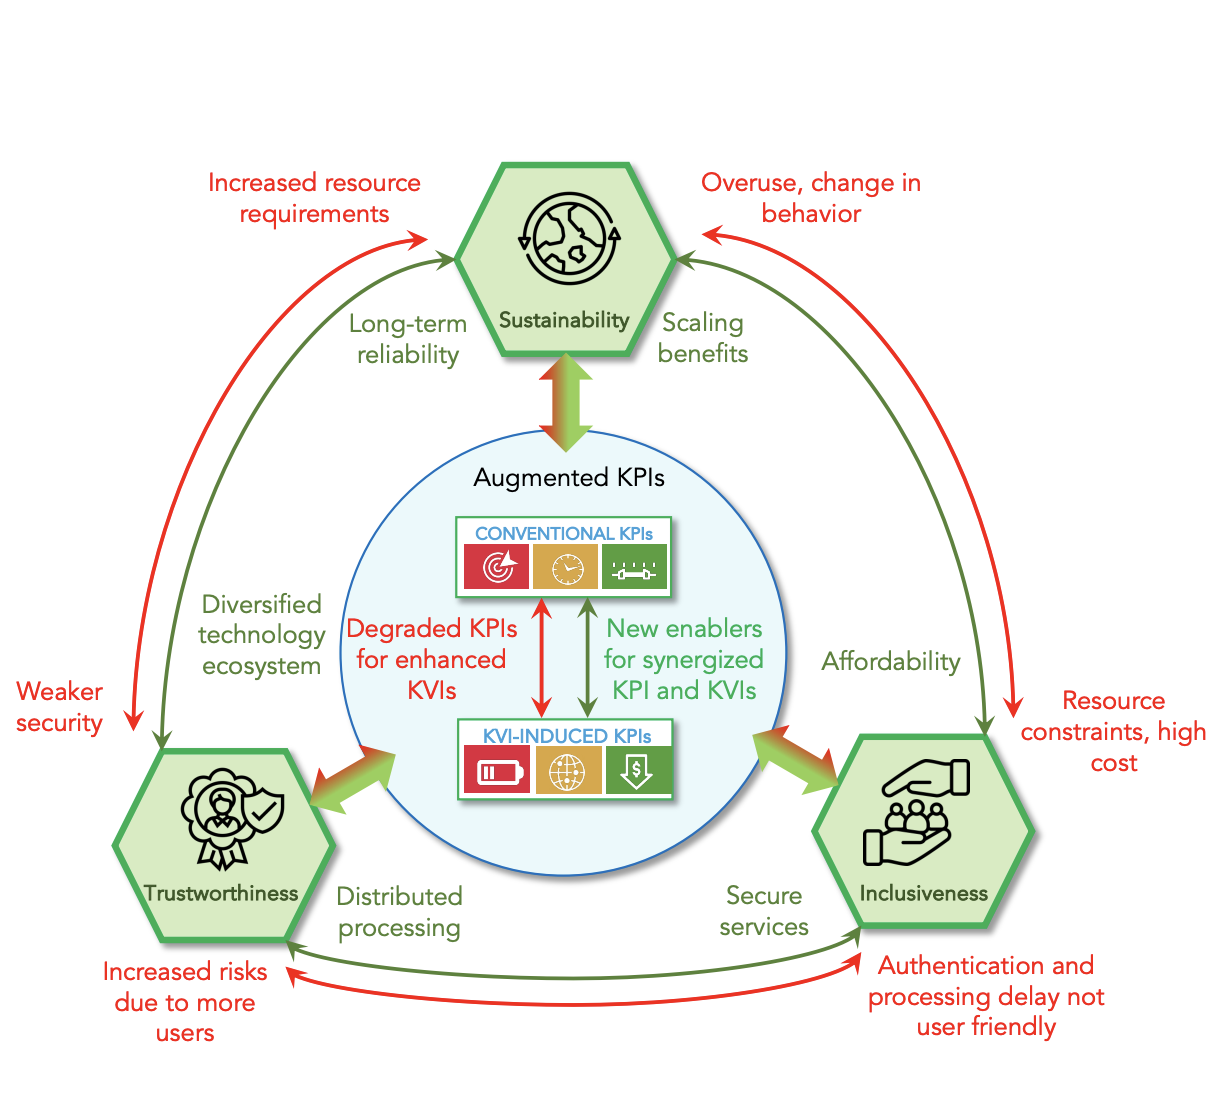 Increased resource
requirements
Overuse, change in
behavior
Sustainability
Long-term
reliability
Scaling
benefits
Augmented KPIs
CONVENTIONAL KPIs
Degraded KPIs
for enhanced
KVIs
New enablers
for synergized
KPI and KVIs
KVI-INDUCED KPIs
$
Diversified
technology
ecosystem
Affordability
Weaker
security
Resource
constraints, high
cost
Trustworthiness
Inclusiveness
Distributed
processing
Secure
services
Increased risks
due to more
users
Authentication and
processing delay not
user friendly